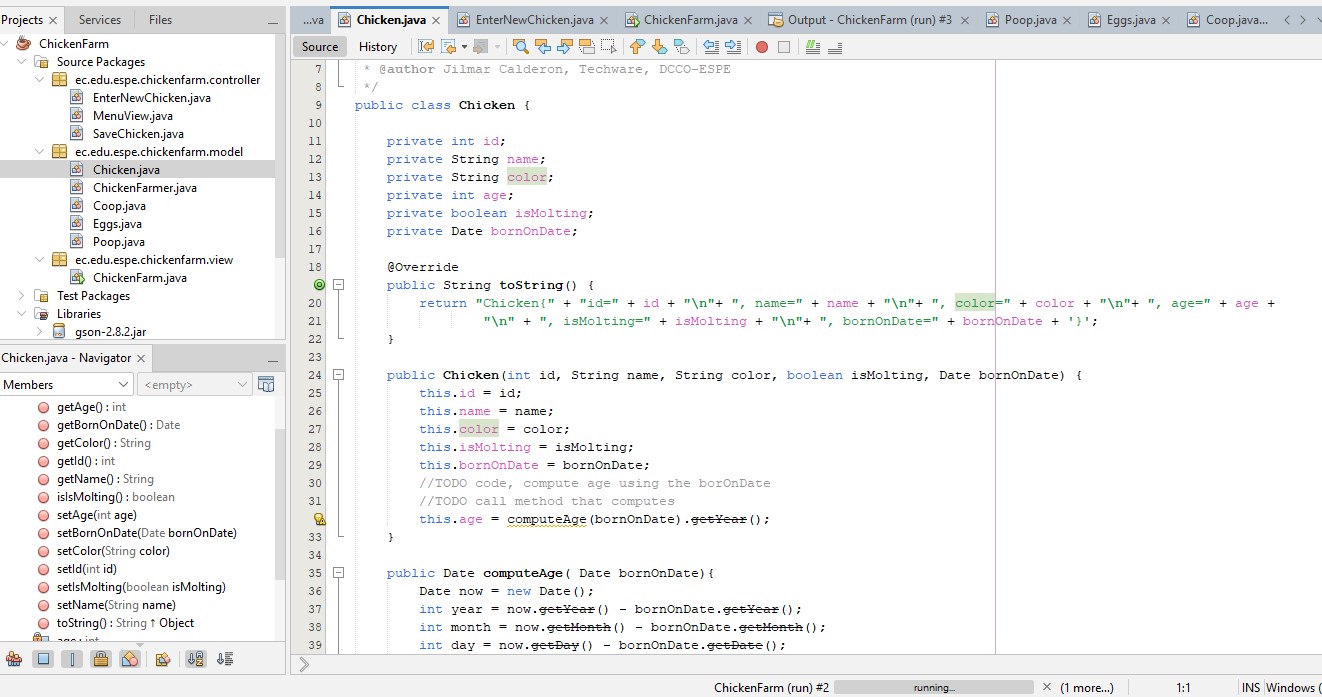 Projects Services Files
ChickenFarm
Source Packages
ec.edu.espe.chickenfarm.controller
EnterNewChicken.java
MenuView.java
SaveChicken.java
ec.edu.espe.chickenfarm.model
Chicken.java
ChickenFarmer.java
Coop.java
Eggs.java
Poop.java
ec.edu.espe.chickenfarm.view
ChickenFarm.java
Test Packages
Libraries
gson-2.8.2.jar
Chicken.java - Navigator
Members <empty>
getAge() : int
getBornOnDate() : Date
getColor() : String
getId() : int
getName() : String
isIsMolting() : boolean
setAge(int age)
setBornOnDate(Date bornOnDate)
setColor(String color)
setId(int id)
setIsMolting(boolean isMolting)
setName(String name)
toString() : String ↑ Object
age : int
...va Chicken.java EnterNewChicken.java ChickenFarm.java Output - ChickenFarm (run) #3 Poop.java Eggs.java Coop.java...
Source History
7 * @author Jilmar Calderon, Techware, DCCO-ESPE
8 */
9 public class Chicken {
10
11 private int id;
12 private String name;
13 private String color;
14 private int age;
15 private boolean isMolting;
16 private Date bornOnDate;
17
18 @Override
public String toString() {
20 return "Chicken{" + "id=" + id + "\n"+ ", name=" + name + "\n"+ ", color=" + color + "\n"+ ", age=" + age +
21 "\n" + ", isMolting=" + isMolting + "\n"+ ", bornOnDate=" + bornOnDate + '}';
22 }
23
24 public Chicken(int id, String name, String color, boolean isMolting, Date bornOnDate) {
25 this.id = id;
26 this.name = name;
27 this.color = color;
28 this.isMolting = isMolting;
29 this.bornOnDate = bornOnDate;
30 //TODO code, compute age using the borOnDate
31 //TODO call method that computes
this.age = computeAge(bornOnDate).getYear();
33 }
34
35 public Date computeAge( Date bornOnDate){
36 Date now = new Date();
37 int year = now.getYear() - bornOnDate.getYear();
38 int month = now.getMonth() - bornOnDate.getMonth();
39 int day = now.getDay() - bornOnDate.getDate();
ChickenFarm (run) #2 running... (1 more...) 1:1 INS Windows (